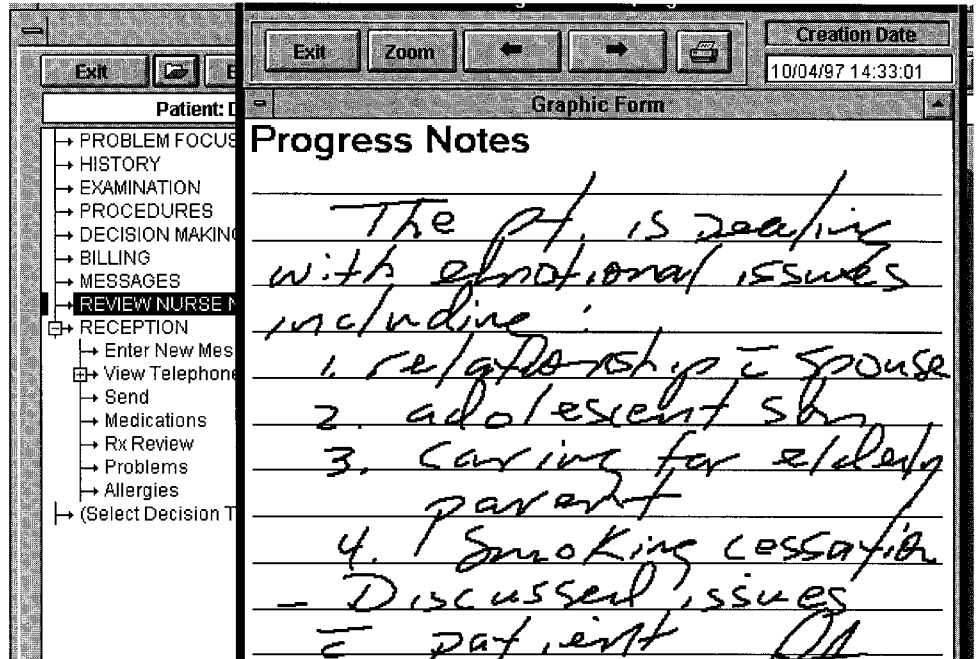 Exit
Patient: D
PROBLEM FOCUS
HISTORY
EXAMINATION
PROCEDURES
DECISION MAKING
BILLING
MESSAGES
REVIEW NURSE N
RECEPTION
Enter New Mes
View Telephone
Send
Medications
Rx Review
Problems
Allergies
(Select Decision T
Exit Zoom
Creation Date
10/04/97 14:33:01
Graphic Form
Progress Notes
The pt. is dealing
with emotional issues
including :
1. relationship c̄ spouse
2. adolescent son
3. caring for elderly
parent
4. Smoking cessation
- Discussed issues
c̄ patient